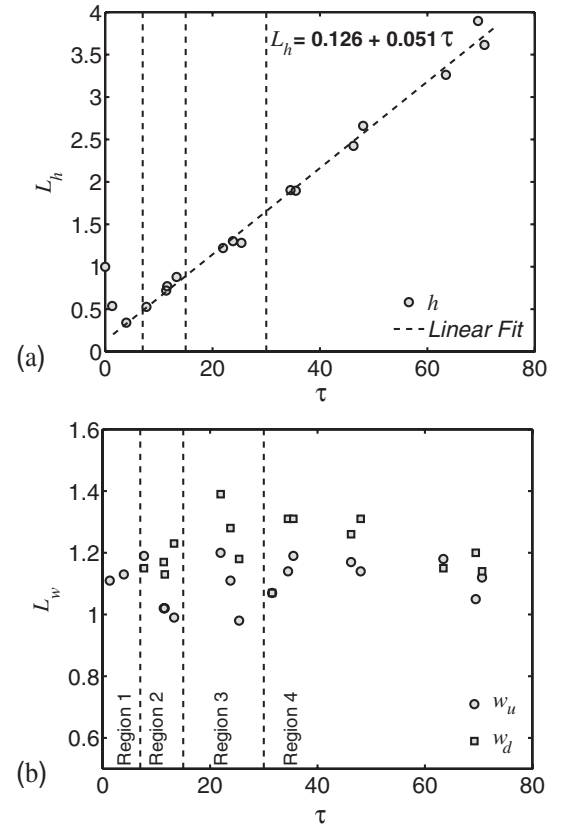 4
3.5
3
2.5
2
1.5
1
0.5
0
L_h
L_h = 0.126 + 0.051 τ
h
Linear Fit
0 20 40 60 80
τ
(a)
1.6
1.4
1.2
1
0.8
0.6
L_w
Region 1
Region 2
Region 3
Region 4
w_u
w_d
0 20 40 60 80
τ
(b)